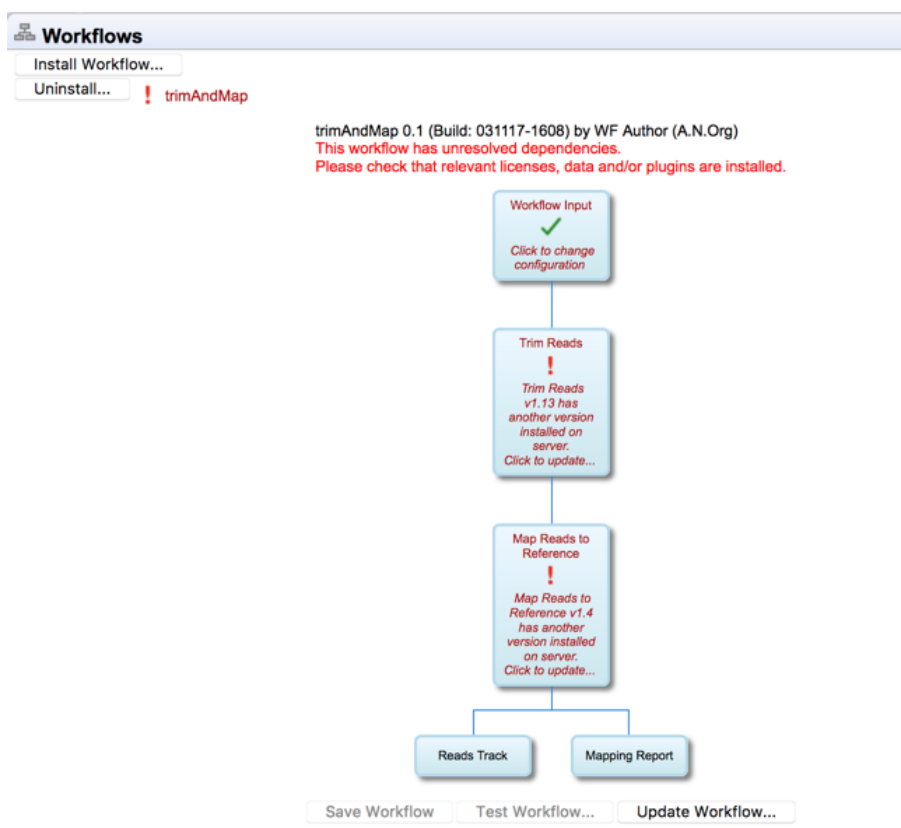 Workflows
Install Workflow...
Uninstall...
trimAndMap
trimAndMap 0.1 (Build: 031117-1608) by WF Author (A.N.Org)
This workflow has unresolved dependencies.
Please check that relevant licenses, data and/or plugins are installed.
Workflow Input
Click to change
configuration
Trim Reads
Trim Reads
v1.13 has
another version
installed on
server.
Click to update...
Map Reads to
Reference
Map Reads to
Reference v1.4
has another
version installed
on server.
Click to update...
Reads Track
Mapping Report
Save Workflow
Test Workflow...
Update Workflow...